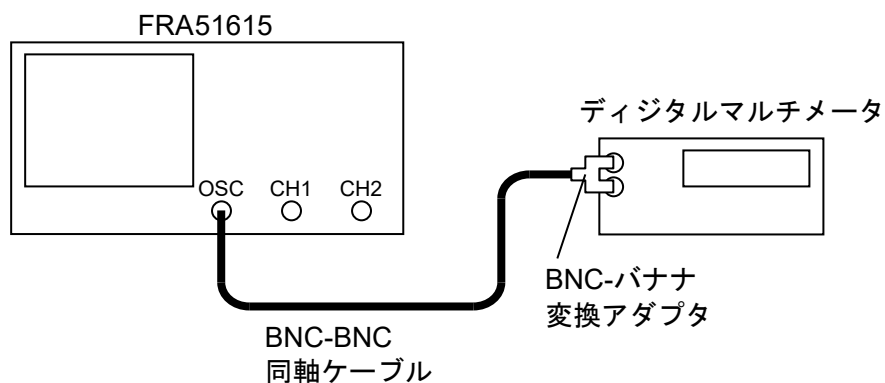 FRA51615
ディジタルマルチメータ
OSC
CH1
CH2
BNC-バナナ
変換アダプタ
BNC-BNC
同軸ケーブル